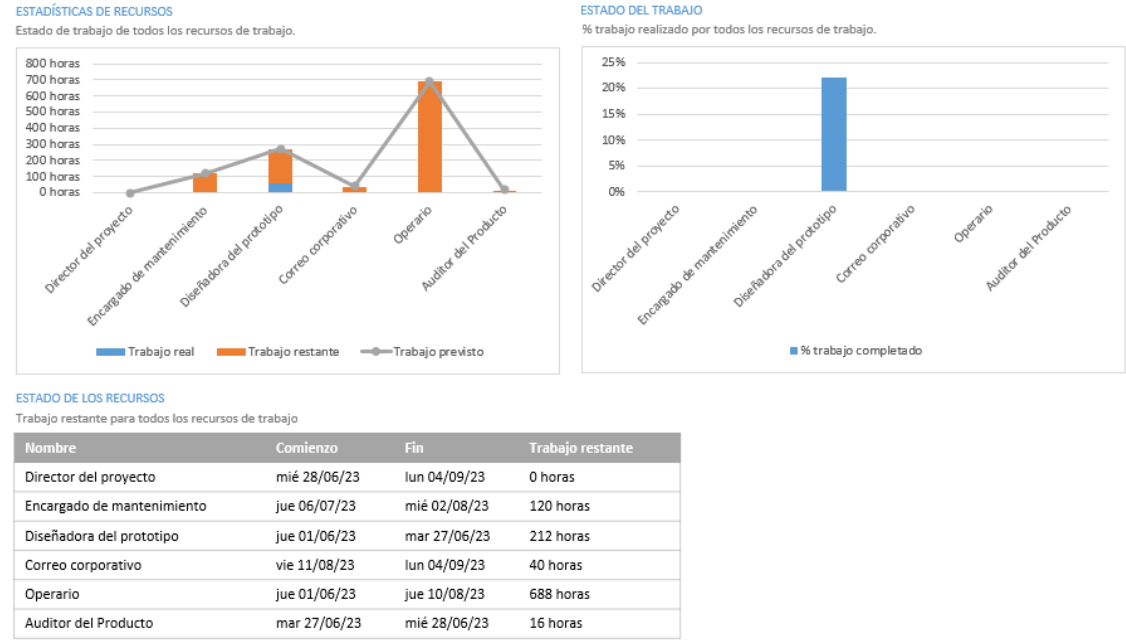 ESTADÍSTICAS DE RECURSOS
Estado de trabajo de todos los recursos de trabajo.
800 horas
700 horas
600 horas
500 horas
400 horas
300 horas
200 horas
100 horas
0 horas
Director del proyecto
Encargado de mantenimiento
Diseñadora del prototipo
Correo corporativo
Operario
Auditor del Producto
Trabajo real Trabajo restante Trabajo previsto
ESTADO DEL TRABAJO
% trabajo realizado por todos los recursos de trabajo.
25%
20%
15%
10%
5%
0%
Director del proyecto
Encargado de mantenimiento
Diseñadora del prototipo
Correo corporativo
Operario
Auditor del Producto
% trabajo completado
ESTADO DE LOS RECURSOS
Trabajo restante para todos los recursos de trabajo
Nombre Comienzo Fin Trabajo restante
Director del proyecto mié 28/06/23 lun 04/09/23 0 horas
Encargado de mantenimiento jue 06/07/23 mié 02/08/23 120 horas
Diseñadora del prototipo jue 01/06/23 mar 27/06/23 212 horas
Correo corporativo vie 11/08/23 lun 04/09/23 40 horas
Operario jue 01/06/23 jue 10/08/23 688 horas
Auditor del Producto mar 27/06/23 mié 28/06/23 16 horas